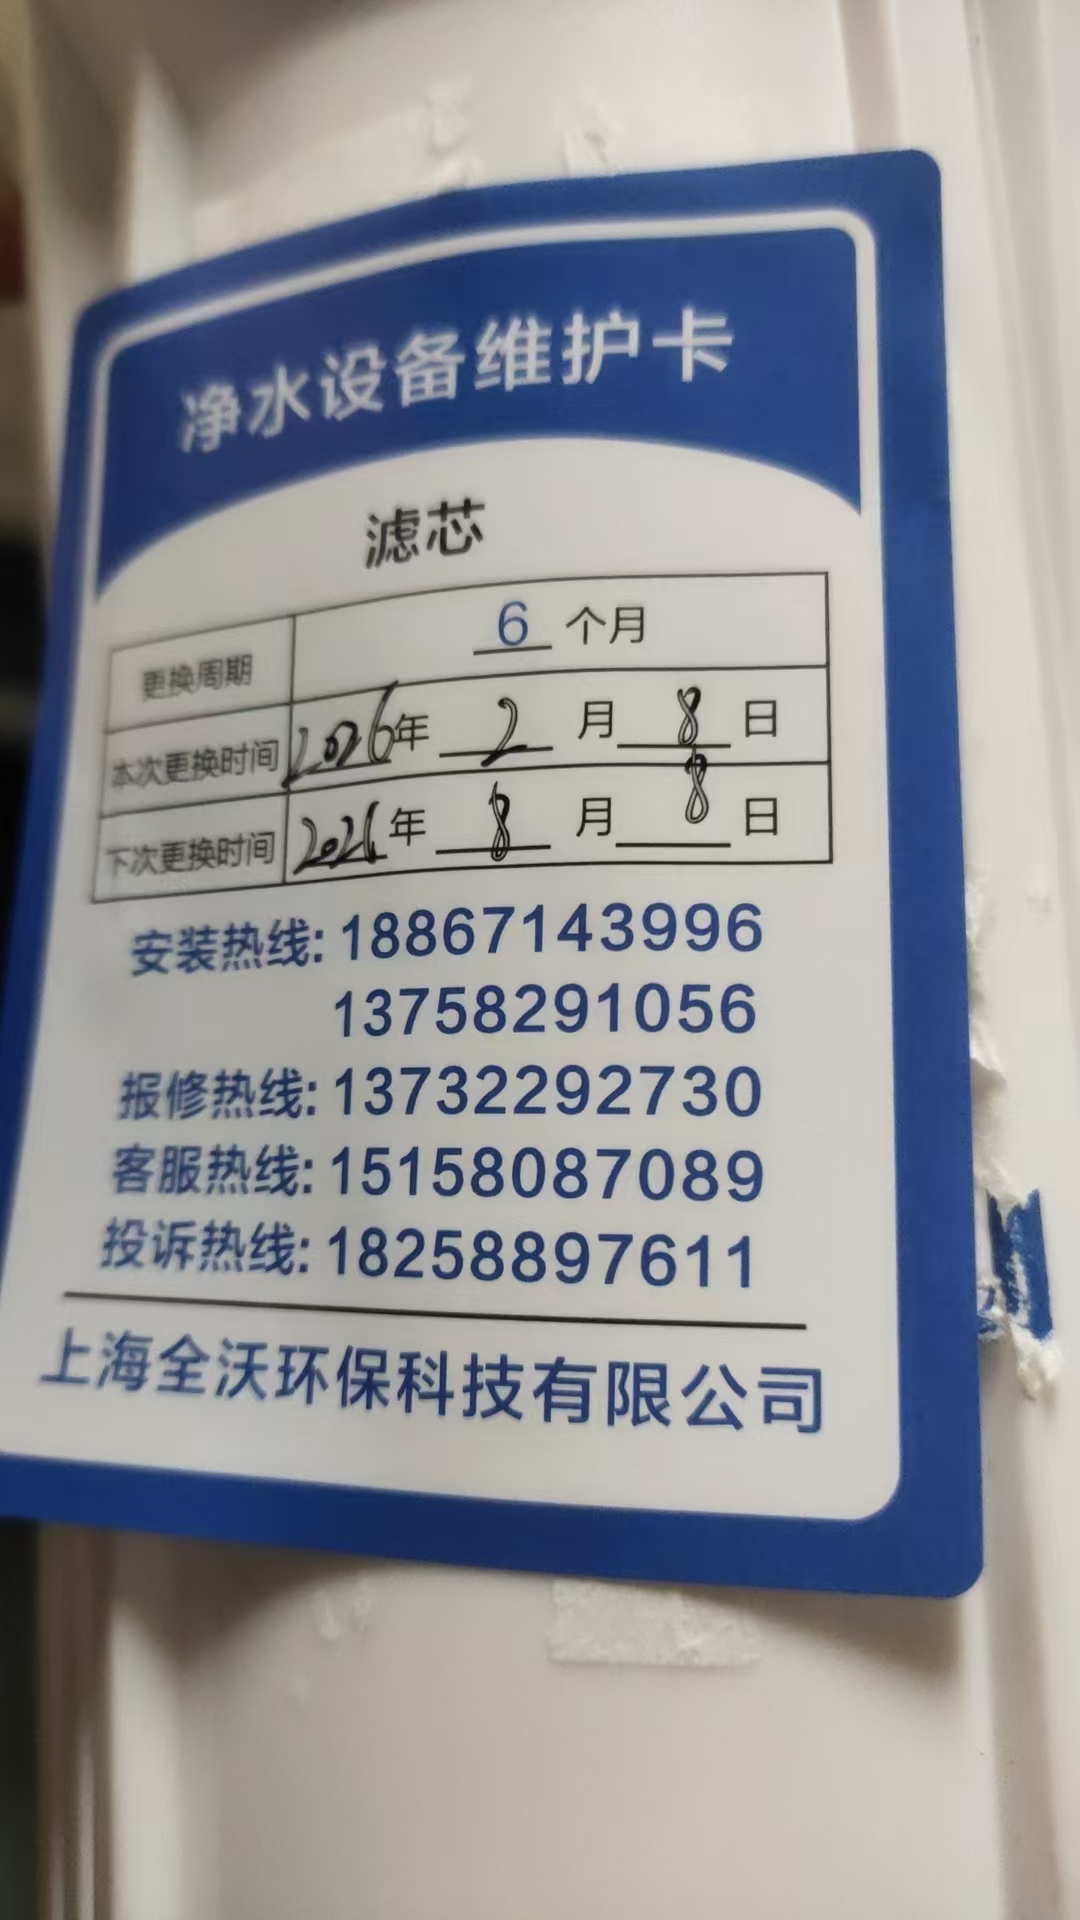 净水设备维护卡
滤芯
更换周期 6 个月
本次更换时间 2026年 2 月 8 日
下次更换时间 2026年 8 月 8 日
安装热线:18867143996
13758291056
报修热线:13732292730
客服热线:15158087089
投诉热线:18258897611
上海全沃环保科技有限公司